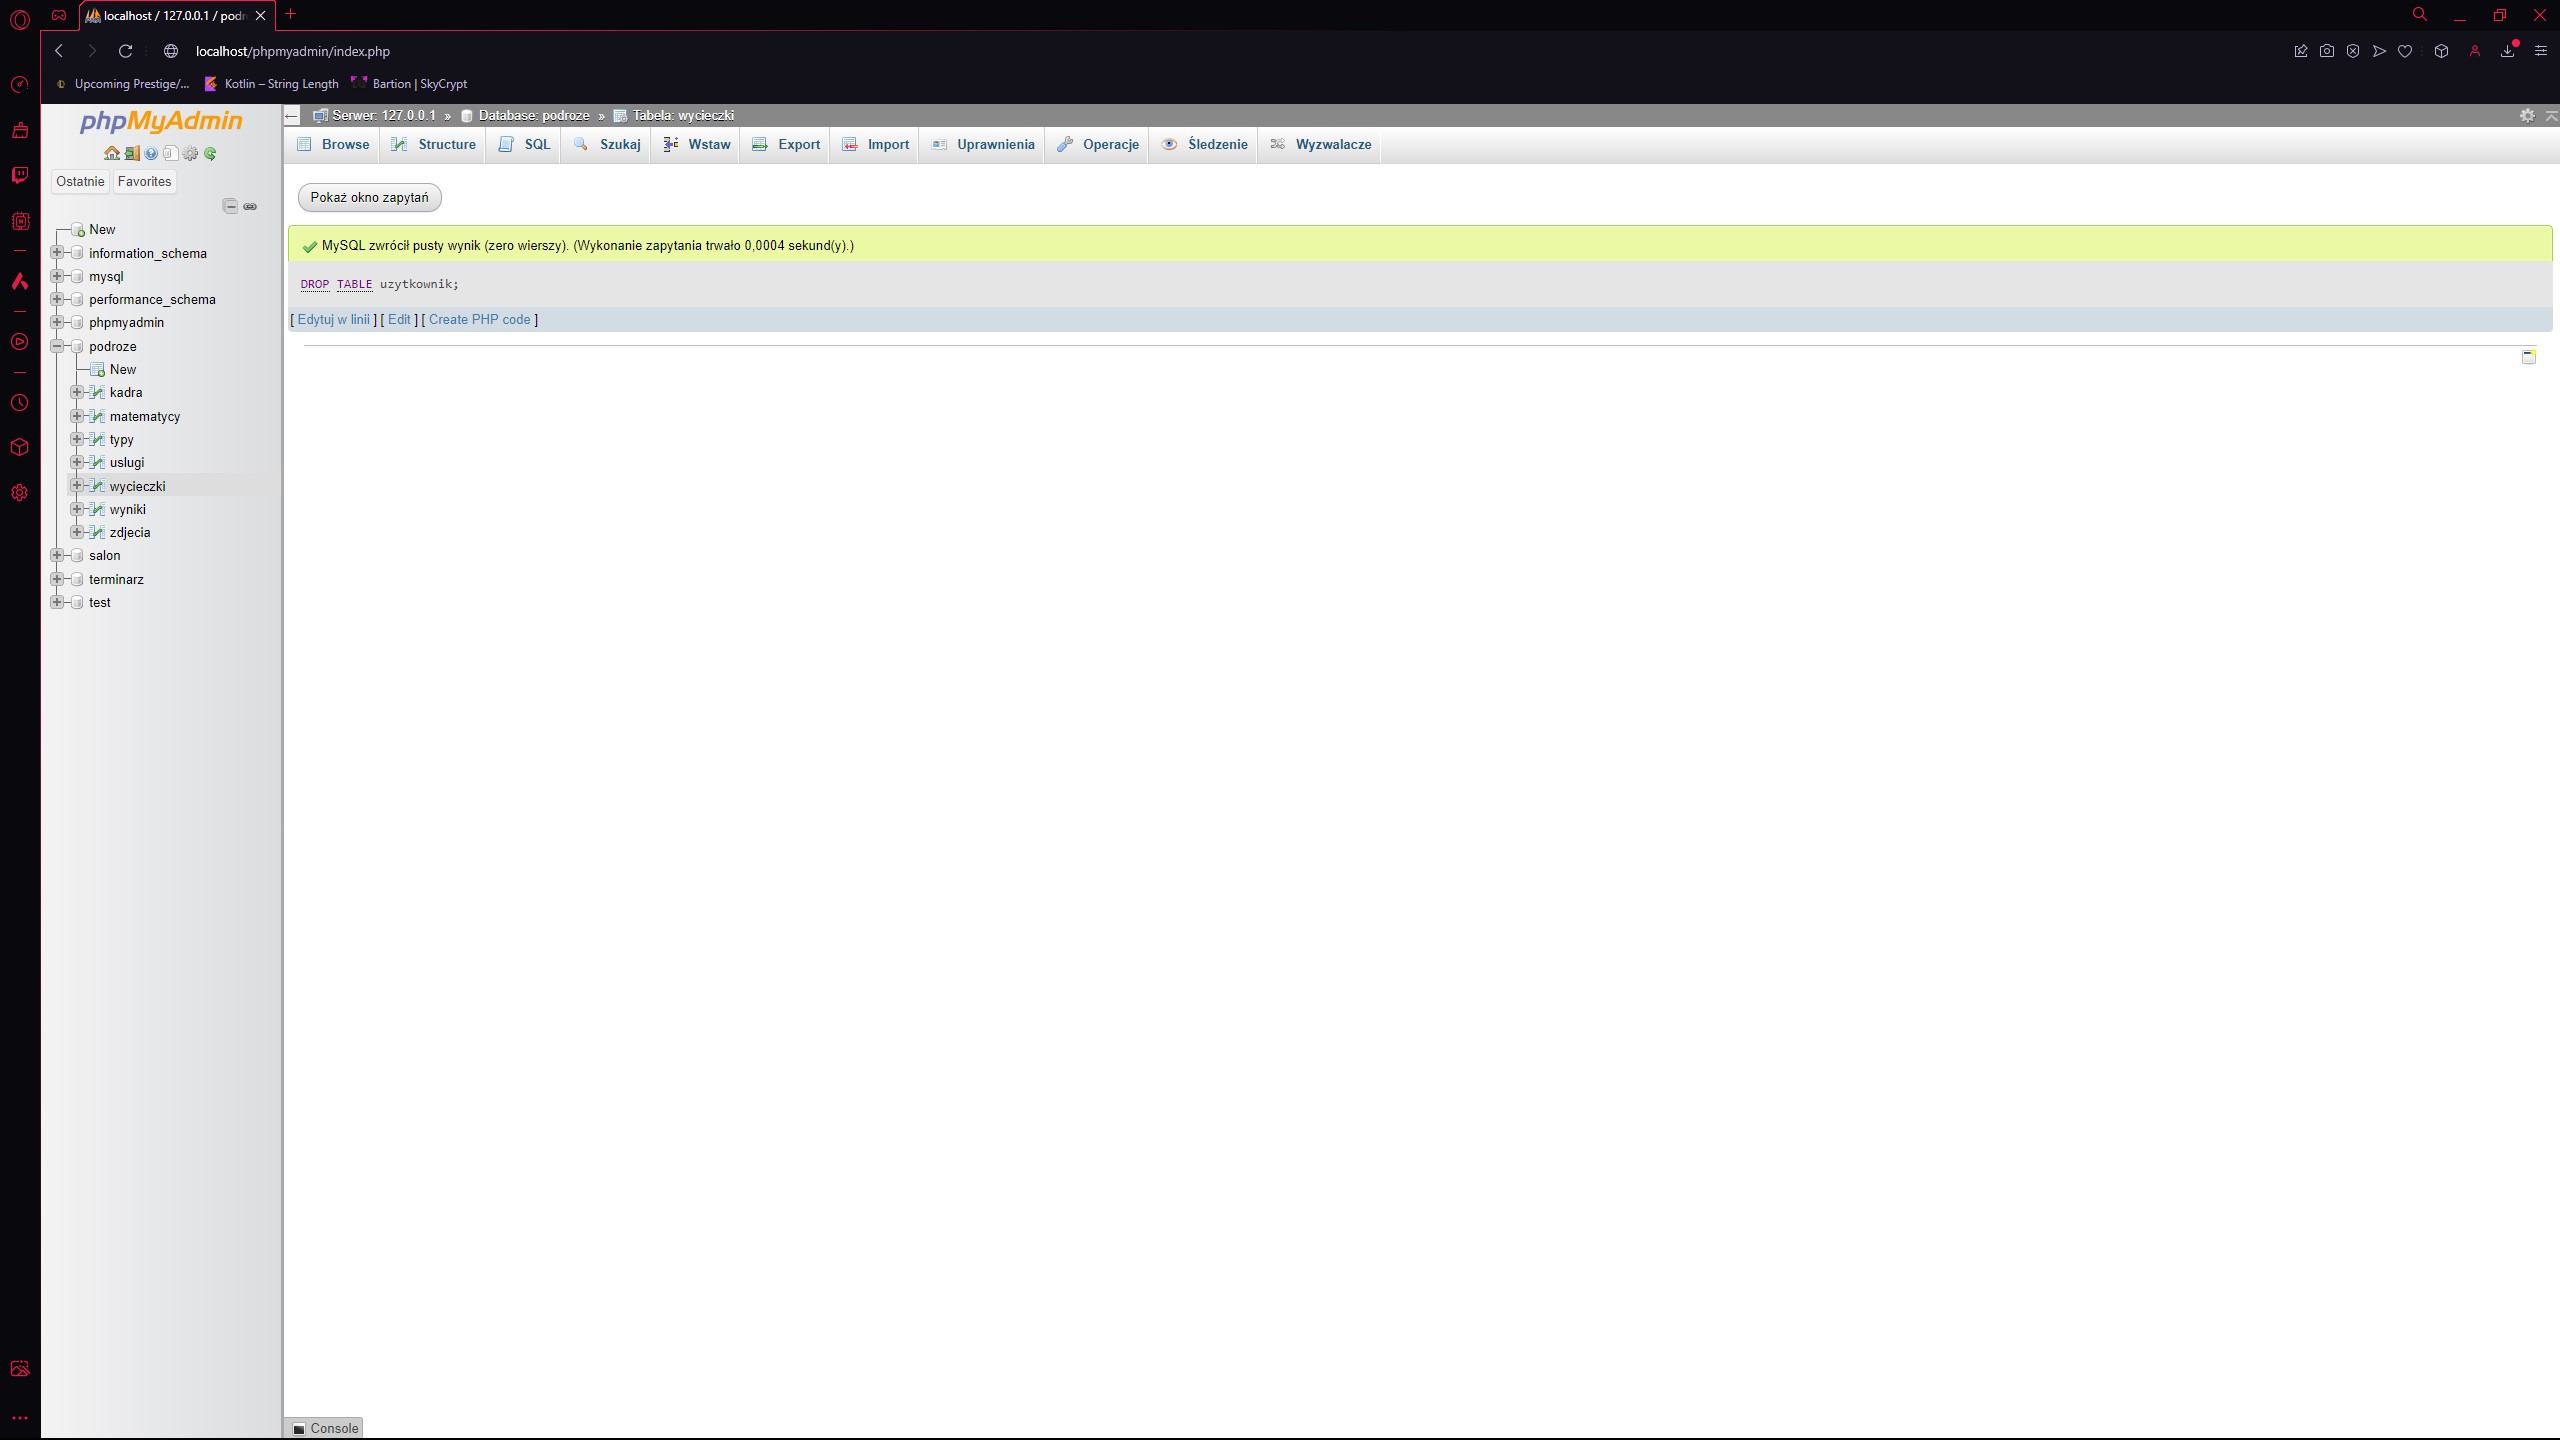 localhost / 127.0.0.1 / podr
localhost/phpmyadmin/index.php
Upcoming Prestige/... Kotlin – String Length Bartion | SkyCrypt
phpMyAdmin
Ostatnie Favorites
New
information_schema
mysql
performance_schema
phpmyadmin
podroze
New
kadra
matematycy
typy
uslugi
wycieczki
wyniki
zdjecia
salon
terminarz
test
Serwer: 127.0.0.1 » Database: podroze » Tabela: wycieczki
Browse Structure SQL Szukaj Wstaw Export Import Uprawnienia Operacje Śledzenie Wyzwalacze
Pokaż okno zapytań
MySQL zwrócił pusty wynik (zero wierszy). (Wykonanie zapytania trwało 0,0004 sekund(y).)
DROP TABLE uzytkownik;
[ Edytuj w linii ] [ Edit ] [ Create PHP code ]
Console